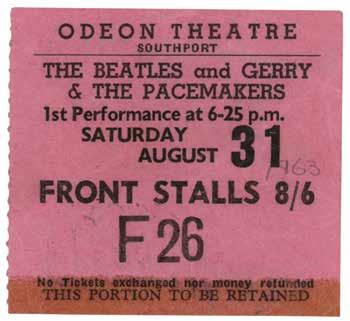 ODEON THEATRE
SOUTHPORT
THE BEATLES and GERRY
& THE PACEMAKERS
1st Performance at 6-25 p.m.
SATURDAY
AUGUST 31
1963
FRONT STALLS 8/6
F 26
No Tickets exchanged nor money refunded
THIS PORTION TO BE RETAINED